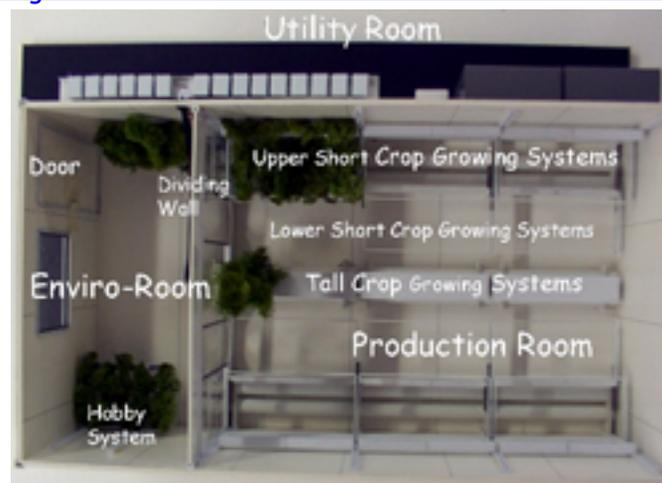 Utility Room
Door
Upper Short Crop Growing Systems
Dividing
Wall
Lower Short Crop Growing Systems
Enviro-Room
Tall Crop Growing Systems
Production Room
Hobby
System